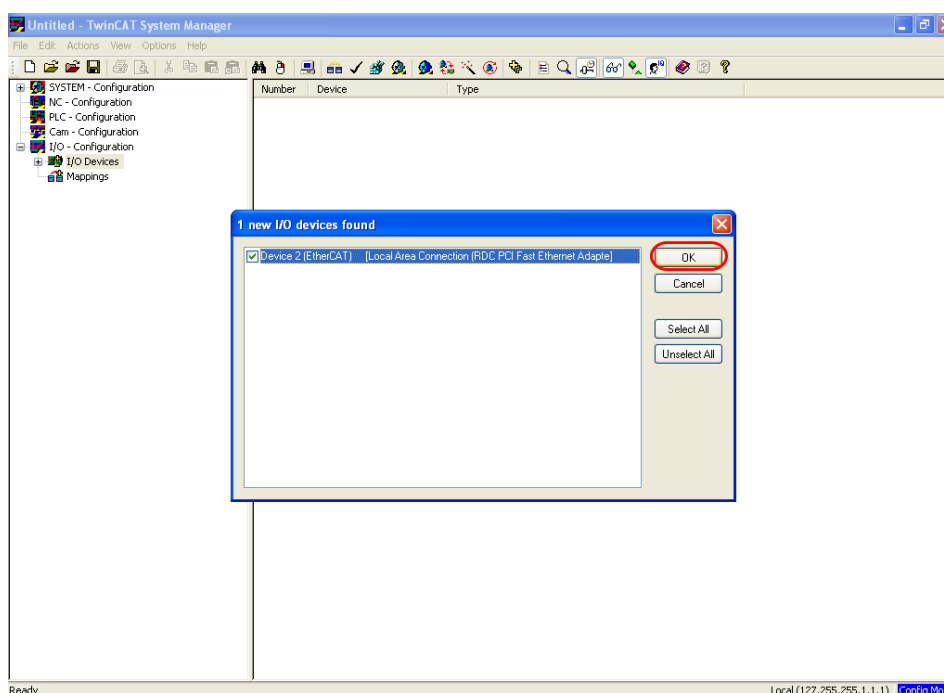 Untitled - TwinCAT System Manager
File Edit Actions View Options Help
SYSTEM - Configuration
NC - Configuration
PLC - Configuration
Cam - Configuration
I/O - Configuration
I/O Devices
Mappings
Number Device Type
1 new I/O devices found
Device 2 (EtherCAT) [Local Area Connection (RDC PCI Fast Ethernet Adapte]
OK
Cancel
Select All
Unselect All
Ready Local (127.255.255.1.1.1) Config Mo